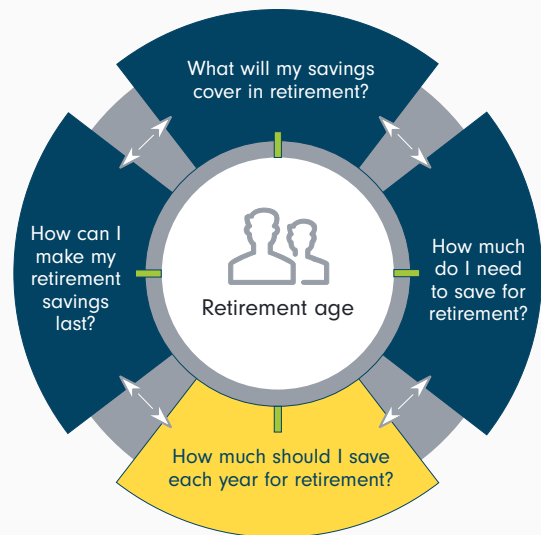 What will my savings
cover in retirement?
How can I
make my
retirement
savings
last?
Retirement age
How much
do I need
to save for
retirement?
How much should I save
each year for retirement?